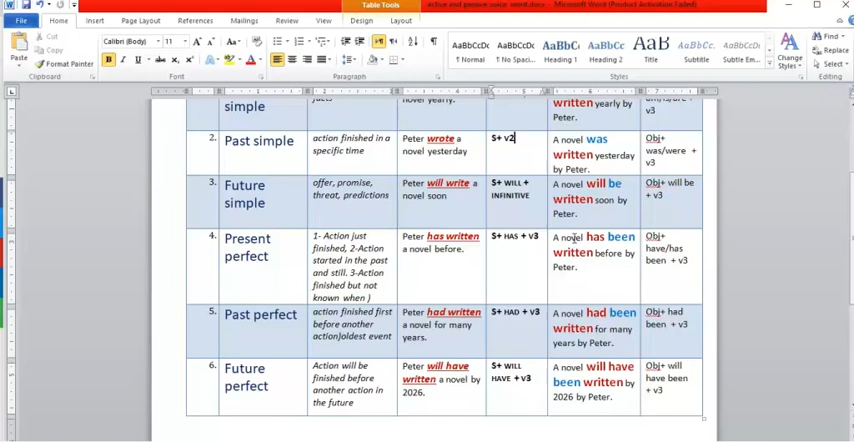 Table Tools
active and passive voice word.docx - Microsoft Word (Product Activation Failed)
File Home Insert Page Layout References Mailings Review View Design Layout
Cut
Copy
Format Painter
Paste
Clipboard
Calibri (Body) 11
Font
Paragraph
AaBbCcDc AaBbCcDc AaBbC AaBbCc AaB AaBbCc. AaBbCcD
¶ Normal ¶ No Spaci... Heading 1 Heading 2 Title
Change Styles
Styles
Find
Replace
Select
Editing
simple
novel yearly.
written yearly by
Peter.
v3
2. Past simple
action finished in a
specific time
Peter wrote a
novel yesterday
S+ V2
A novel was
written yesterday
by Peter.
Obj+
was/were +
v3
3. Future
simple
offer, promise,
threat, predictions
Peter will write a
novel soon
S+ WILL +
INFINITIVE
A novel will be
written soon by
Peter.
Obj+ will be
+ v3
4. Present
perfect
1- Action just
finished, 2-Action
started in the past
and still. 3-Action
finished but not
known when )
Peter has written
a novel before.
S+ HAS + V3
A novel has been
written before by
Peter.
Obj+
have/has
been + v3
5. Past perfect
action finished first
before another
action)oldest event
Peter had written
a novel for many
years.
S+ HAD + V3
A novel had been
written for many
years by Peter.
Obj+ had
been + v3
6. Future
perfect
Action will be
finished before
another action in
the future
Peter will have
written a novel by
2026.
S+ WILL
HAVE + V3
A novel will have
been written by
2026 by Peter.
Obj+ will
have been
+ v3